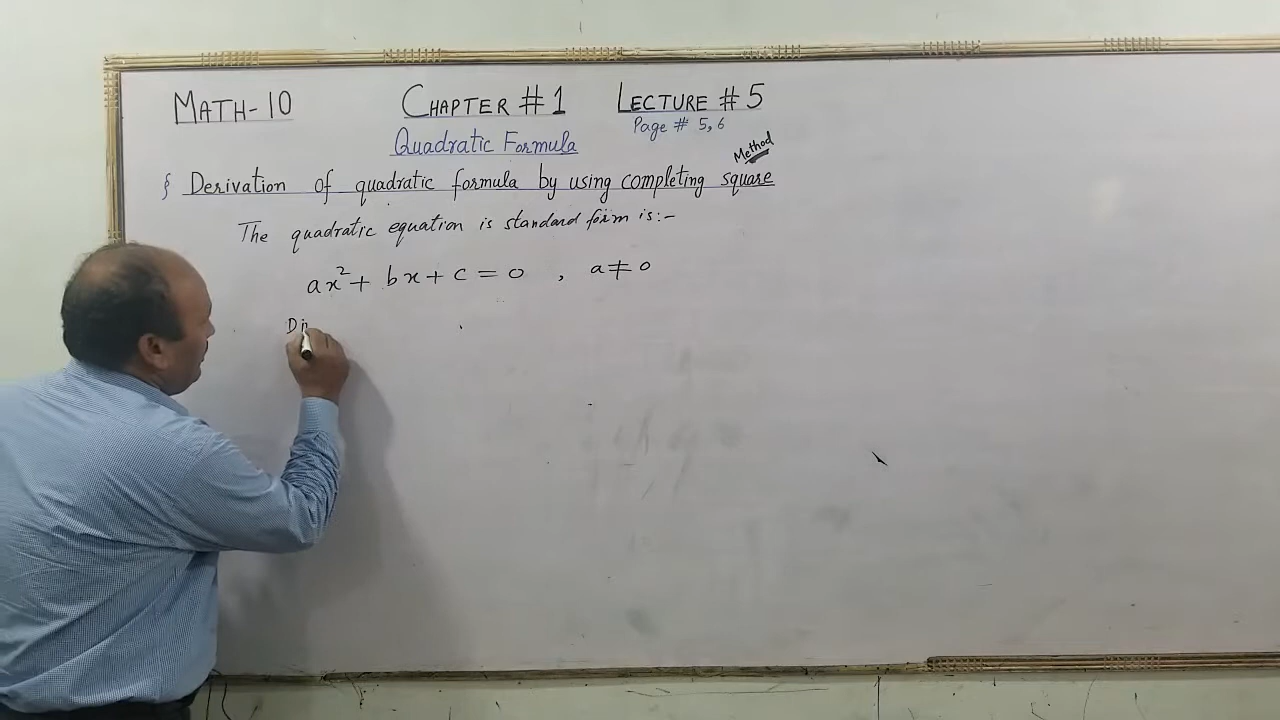 MATH-10 CHAPTER #1 LECTURE #5
Page # 5,6
Quadratic Formula
Method
{ Derivation of quadratic formula by using completing square
The quadratic equation is standard form is:-
ax² + bx + c = 0 , a ≠ 0
Di